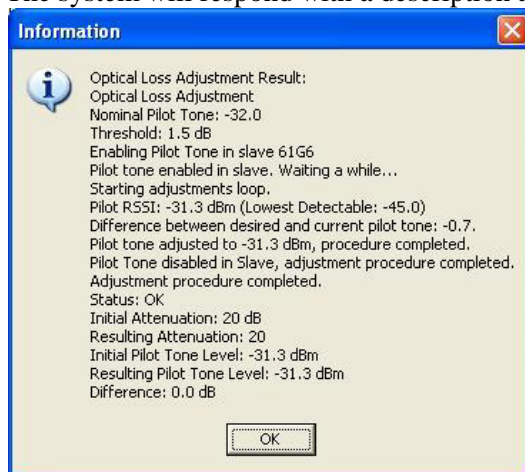 The system will respond with a description
Information
Optical Loss Adjustment Result:
Optical Loss Adjustment
Nominal Pilot Tone: -32.0
Threshold: 1.5 dB
Enabling Pilot Tone in slave 61G6
Pilot tone enabled in slave. Waiting a while...
Starting adjustments loop.
Pilot RSSI: -31.3 dBm (Lowest Detectable: -45.0)
Difference between desired and current pilot tone: -0.7.
Pilot tone adjusted to -31.3 dBm, procedure completed.
Pilot Tone disabled in Slave, adjustment procedure completed.
Adjustment procedure completed.
Status: OK
Initial Attenuation: 20 dB
Resulting Attenuation: 20
Initial Pilot Tone Level: -31.3 dBm
Resulting Pilot Tone Level: -31.3 dBm
Difference: 0.0 dB
OK